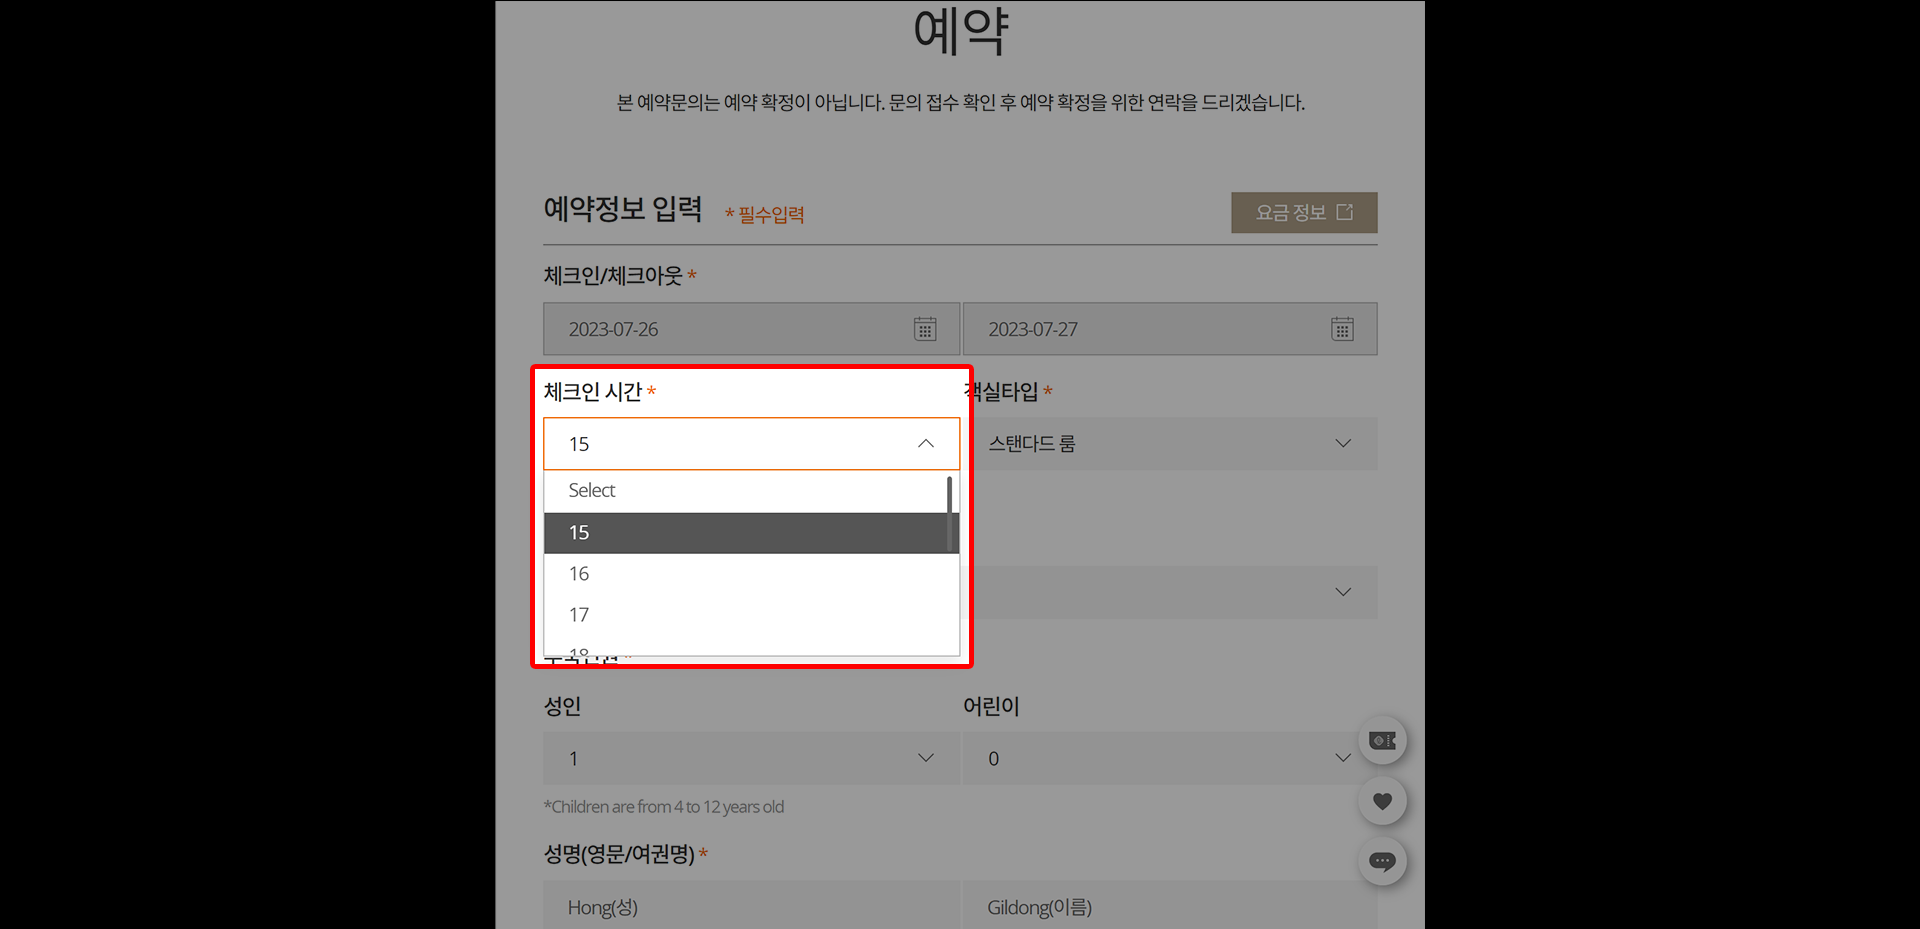 예약
본 예약문의는 예약 확정이 아닙니다. 문의 접수 확인 후 예약 확정을 위한 연락을 드리겠습니다.
예약정보 입력 * 필수입력
요금 정보
체크인/체크아웃 *
2023-07-26 2023-07-27
체크인 시간 * 객실타입 *
15 스탠다드 룸
Select
15
16
17
18
성인 어린이
1 0
*Children are from 4 to 12 years old
성명(영문/여권명) *
Hong(성) Gildong(이름)